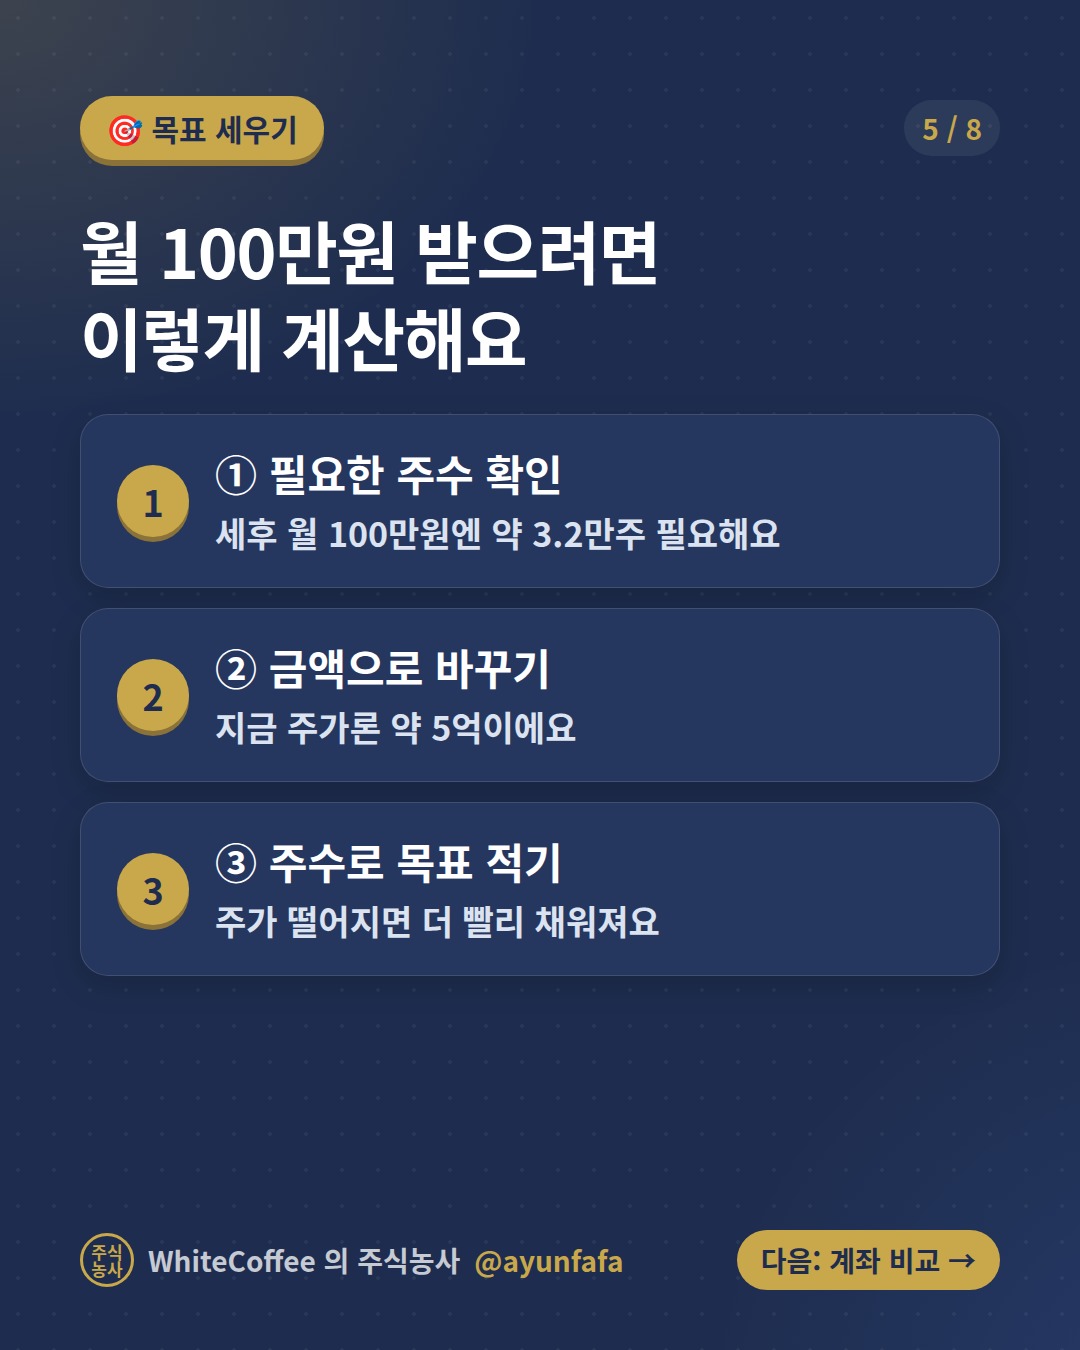 🎯 목표 세우기
5 / 8
월 100만원 받으려면
이렇게 계산해요
1
① 필요한 주수 확인
세후 월 100만원엔 약 3.2만주 필요해요
2
② 금액으로 바꾸기
지금 주가론 약 5억이에요
3
③ 주수로 목표 적기
주가 떨어지면 더 빨리 채워져요
주식
농사
WhiteCoffee 의 주식농사 @ayunfafa
다음: 계좌 비교 →